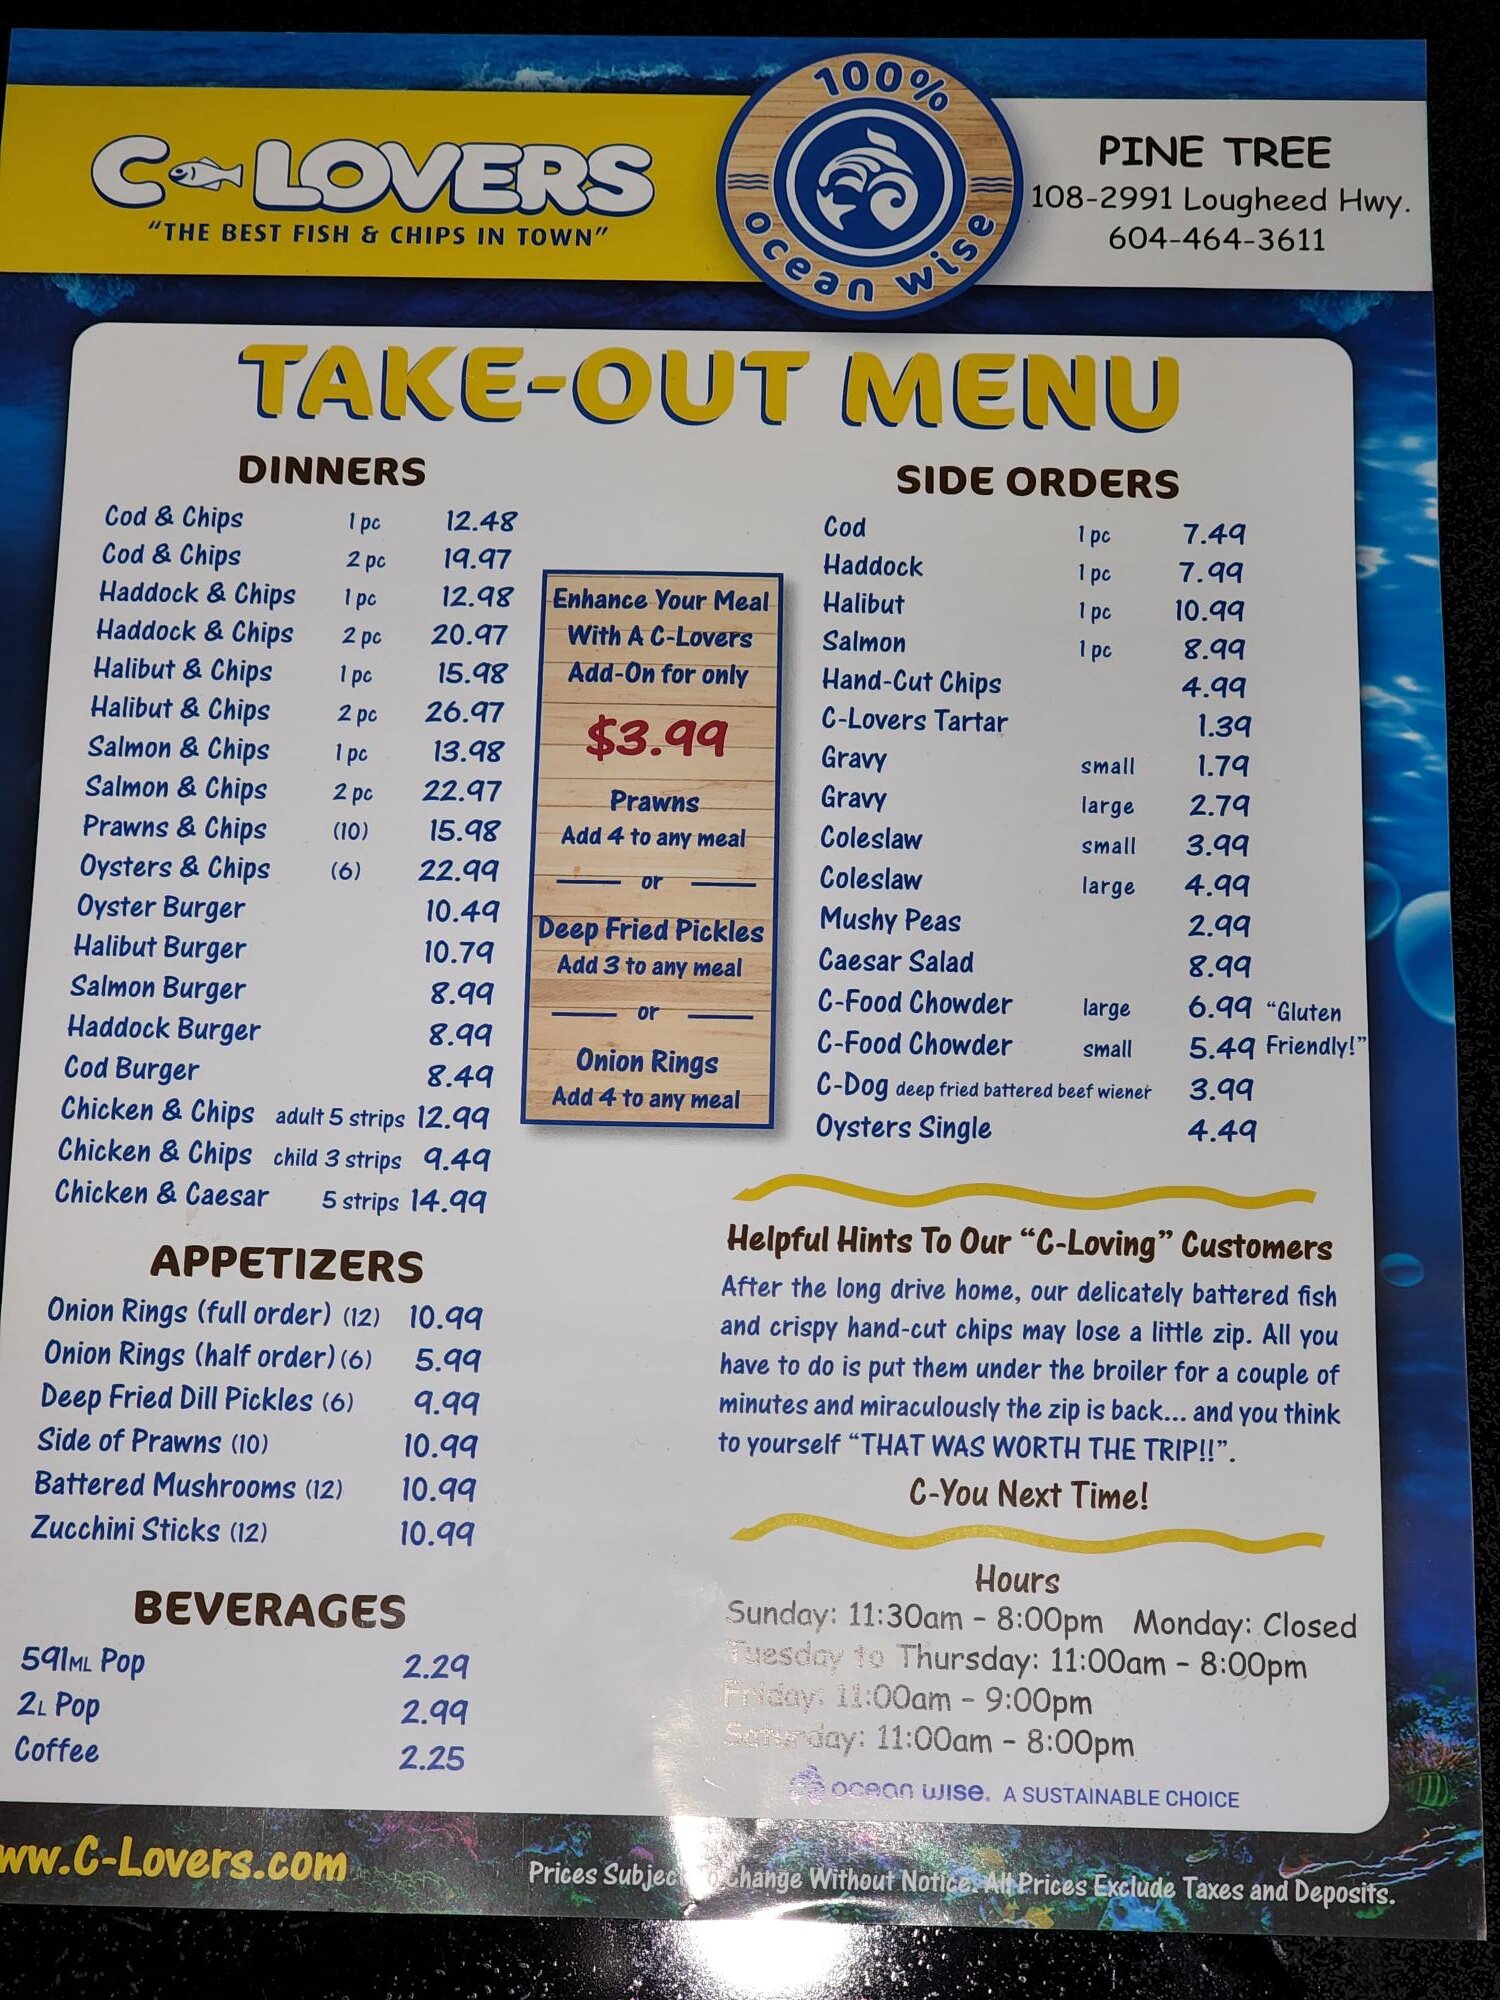 C LOVERS
"THE BEST FISH & CHIPS IN TOWN"
100%
ocean wise
PINE TREE
108-2991 Lougheed Hwy.
604-464-3611
TAKE-OUT MENU
DINNERS
Cod & Chips 1 pc 12.48
Cod & Chips 2 pc 19.97
Haddock & Chips 1 pc 12.98
Haddock & Chips 2 pc 20.97
Halibut & Chips 1 pc 15.98
Halibut & Chips 2 pc 26.97
Salmon & Chips 1 pc 13.98
Salmon & Chips 2 pc 22.97
Prawns & Chips (10) 15.98
Oysters & Chips (6) 22.99
Oyster Burger 10.49
Halibut Burger 10.79
Salmon Burger 8.99
Haddock Burger 8.99
Cod Burger 8.49
Chicken & Chips adult 5 strips 12.99
Chicken & Chips child 3 strips 9.49
Chicken & Caesar 5 strips 14.99
APPETIZERS
Onion Rings (full order) (12) 10.99
Onion Rings (half order) (6) 5.99
Deep Fried Dill Pickles (6) 9.99
Side of Prawns (10) 10.99
Battered Mushrooms (12) 10.99
Zucchini Sticks (12) 10.99
BEVERAGES
591ML Pop 2.29
2L Pop 2.99
Coffee 2.25
Enhance Your Meal
With A C-Lovers
Add-On for only
$3.99
Prawns
Add 4 to any meal
or
Deep Fried Pickles
Add 3 to any meal
or
Onion Rings
Add 4 to any meal
SIDE ORDERS
Cod 1 pc 7.49
Haddock 1 pc 7.99
Halibut 1 pc 10.99
Salmon 1 pc 8.99
Hand-Cut Chips 4.99
C-Lovers Tartar 1.39
Gravy small 1.79
Gravy large 2.79
Coleslaw small 3.99
Coleslaw large 4.99
Mushy Peas 2.99
Caesar Salad 8.99
C-Food Chowder large 6.99 "Gluten
C-Food Chowder small 5.49 Friendly!"
C-Dog deep fried battered beef wiener 3.99
Oysters Single 4.49
Helpful Hints To Our "C-Loving" Customers
After the long drive home, our delicately battered fish
and crispy hand-cut chips may lose a little zip. All you
have to do is put them under the broiler for a couple of
minutes and miraculously the zip is back... and you think
to yourself "THAT WAS WORTH THE TRIP!!".
C-You Next Time!
Hours
Sunday: 11:30am - 8:00pm Monday: Closed
Tuesday to Thursday: 11:00am - 8:00pm
Friday: 11:00am - 9:00pm
Saturday: 11:00am - 8:00pm
ocean wise. A SUSTAINABLE CHOICE
ww.C-Lovers.com
Prices Subject To Change Without Notice. All Prices Exclude Taxes and Deposits.